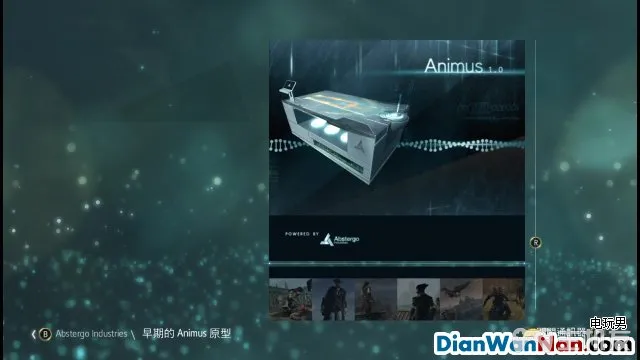 Animus 1.0
POWERED BY
Abstergo
R
B Abstergo Industries \ 早期的 Animus 原型
电玩男
DianWanNan.com